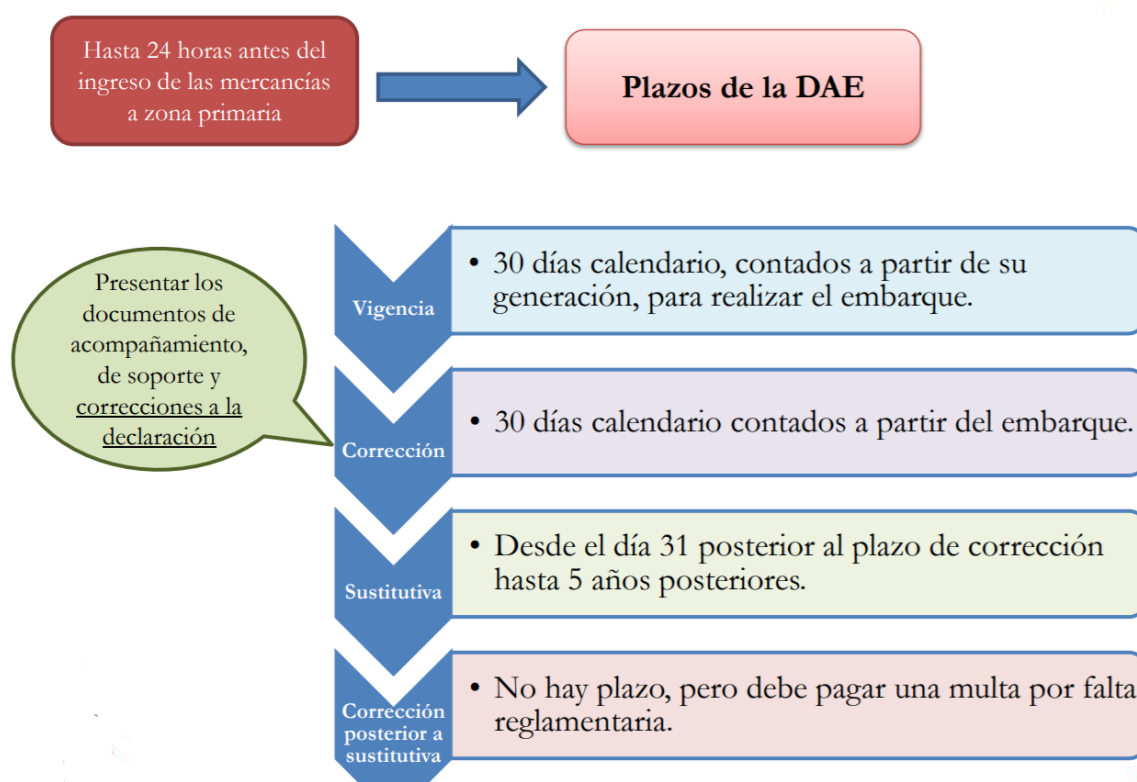 Hasta 24 horas antes del
ingreso de las mercancías
a zona primaria
Plazos de la DAE
Presentar los
documentos de
acompañamiento,
de soporte y
correcciones a la
declaración
Vigencia
• 30 días calendario, contados a partir de su
generación, para realizar el embarque.
Corrección
• 30 días calendario contados a partir del embarque.
Sustitutiva
• Desde el día 31 posterior al plazo de corrección
hasta 5 años posteriores.
Corrección
posterior a
sustitutiva
• No hay plazo, pero debe pagar una multa por falta
reglamentaria.